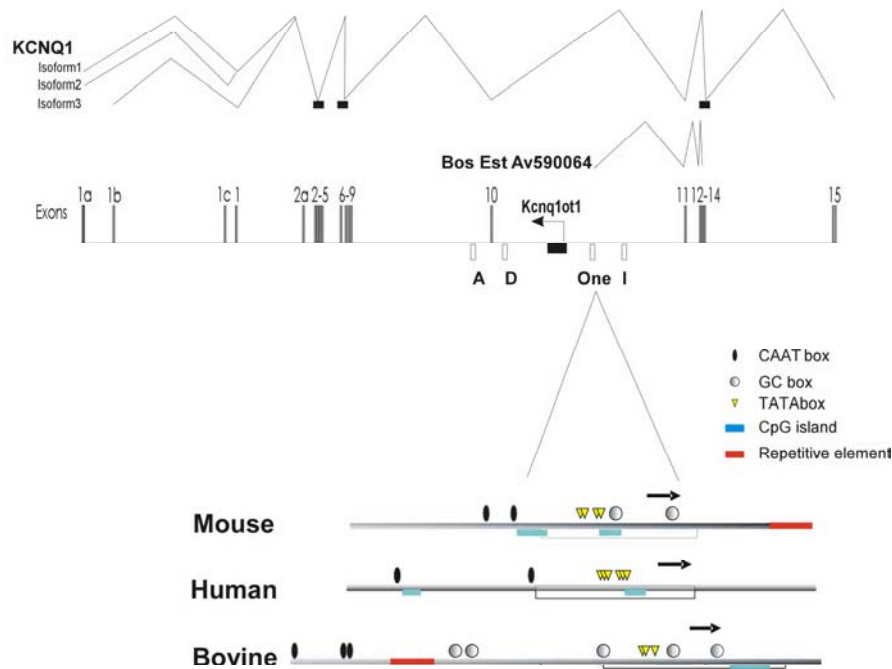 KCNQ1
Isoform1
Isoform2
Isoform3
Bos Est Av590064
1a 1b 1c 1 2a 2-5 6-9 10 Kcnq1ot1 11 12-14 15
Exons
A D One I
CAAT box
GC box
TATAbox
CpG island
Repetitive element
Mouse
Human
Bovine